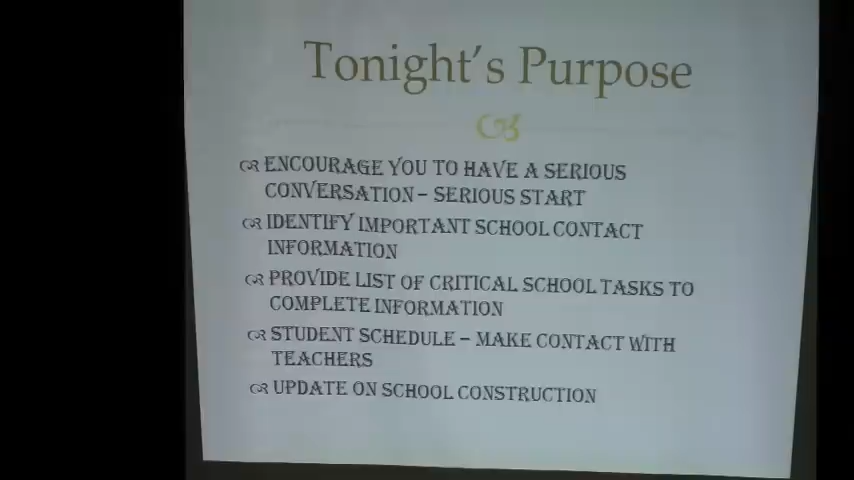 Tonight's Purpose
ENCOURAGE YOU TO HAVE A SERIOUS
CONVERSATION – SERIOUS START
IDENTIFY IMPORTANT SCHOOL CONTACT
INFORMATION
PROVIDE LIST OF CRITICAL SCHOOL TASKS TO
COMPLETE INFORMATION
STUDENT SCHEDULE – MAKE CONTACT WITH
TEACHERS
UPDATE ON SCHOOL CONSTRUCTION